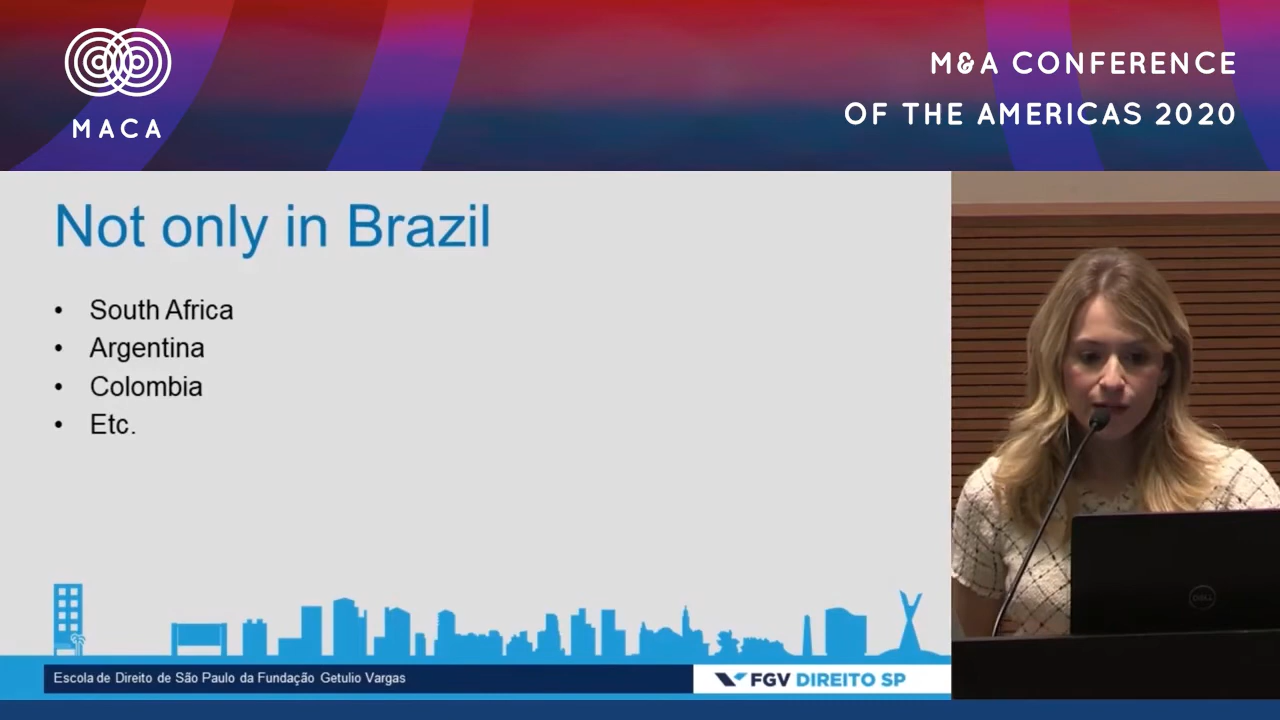 MACA
M&A CONFERENCE
OF THE AMERICAS 2020
Not only in Brazil
• South Africa
• Argentina
• Colombia
• Etc.
Escola de Direito de São Paulo da Fundação Getulio Vargas
FGV DIREITO SP
DELL